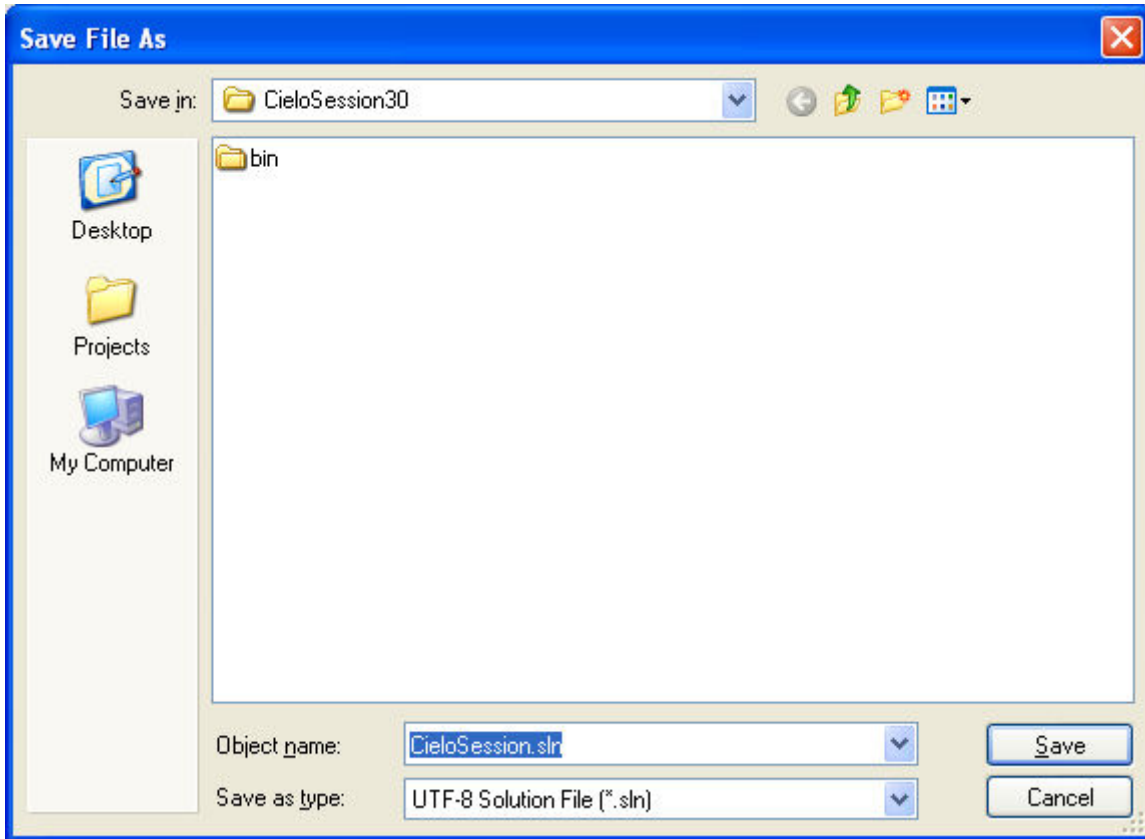 Save File As
Save in: CieloSession30
bin
Desktop
Projects
My Computer
Object name: CieloSession.sln Save
Save as type: UTF-8 Solution File (*.sln) Cancel